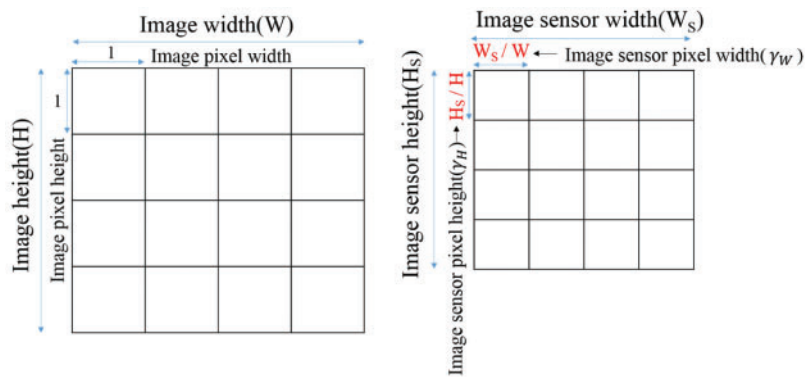 Image width(W)
1
Image pixel width
Image height(H)
1
Image pixel height
Image sensor width(W_S)
W_S / W
Image sensor pixel width(γ_W)
Image sensor height(H_S)
H_S / H
Image sensor pixel height(γ_H)